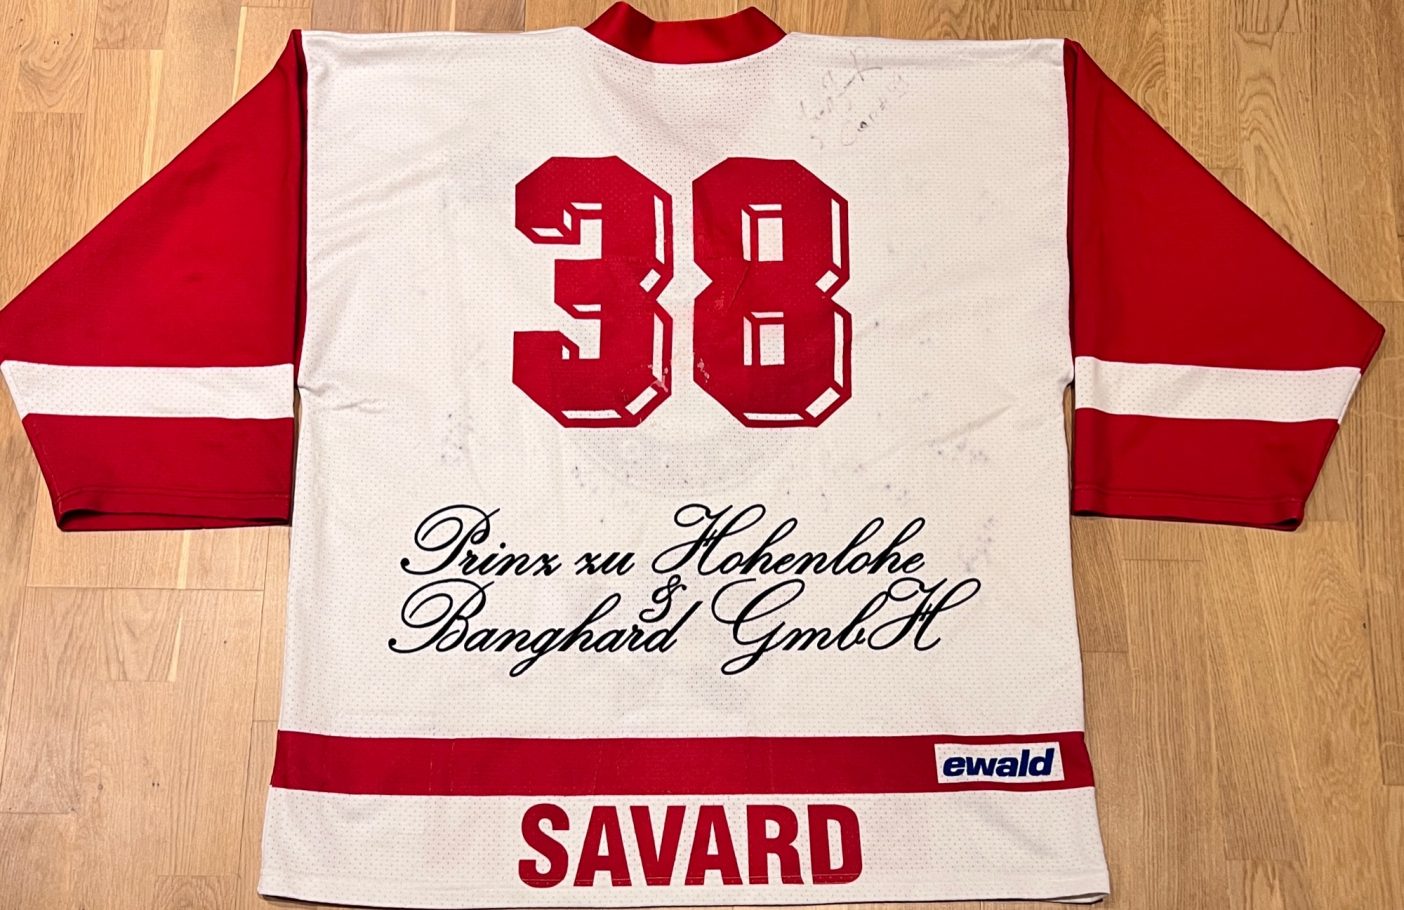 38
Prinz zu Hohenlohe
&
Banghard GmbH
ewald
SAVARD